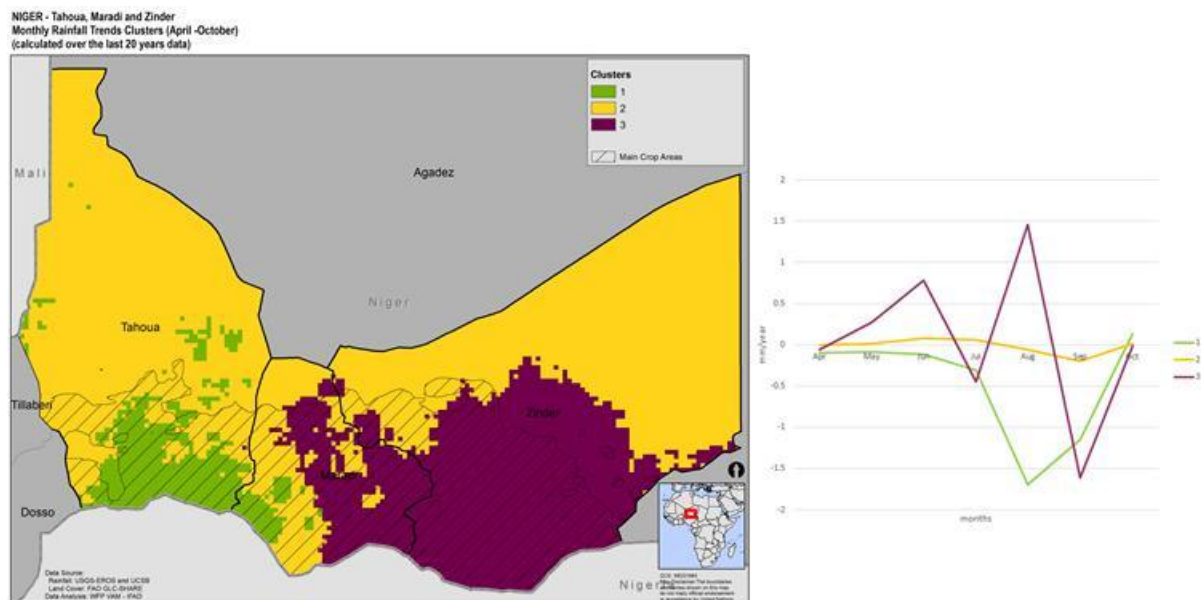 NIGER - Tahoua, Maradi and Zinder
Monthly Rainfall Trends Clusters (April -October)
(calculated over the last 20 years data)
Clusters
1
2
3
Main Crop Areas
Mali
Agadez
Niger
Tahoua
Tillaberi
Zinder
Dosso
Data Source:
Rainfall: USGS-EROS and UCSB
Land Cover: FAO GLC-SHARE
Data Analysis: WFP VAM - IFAD
2
1.5
1
0.5
0
-0.5
-1
-1.5
-2
mm/year
Apr
May
Jun
Jul
Aug
Sep
Oct
months
1
2
3